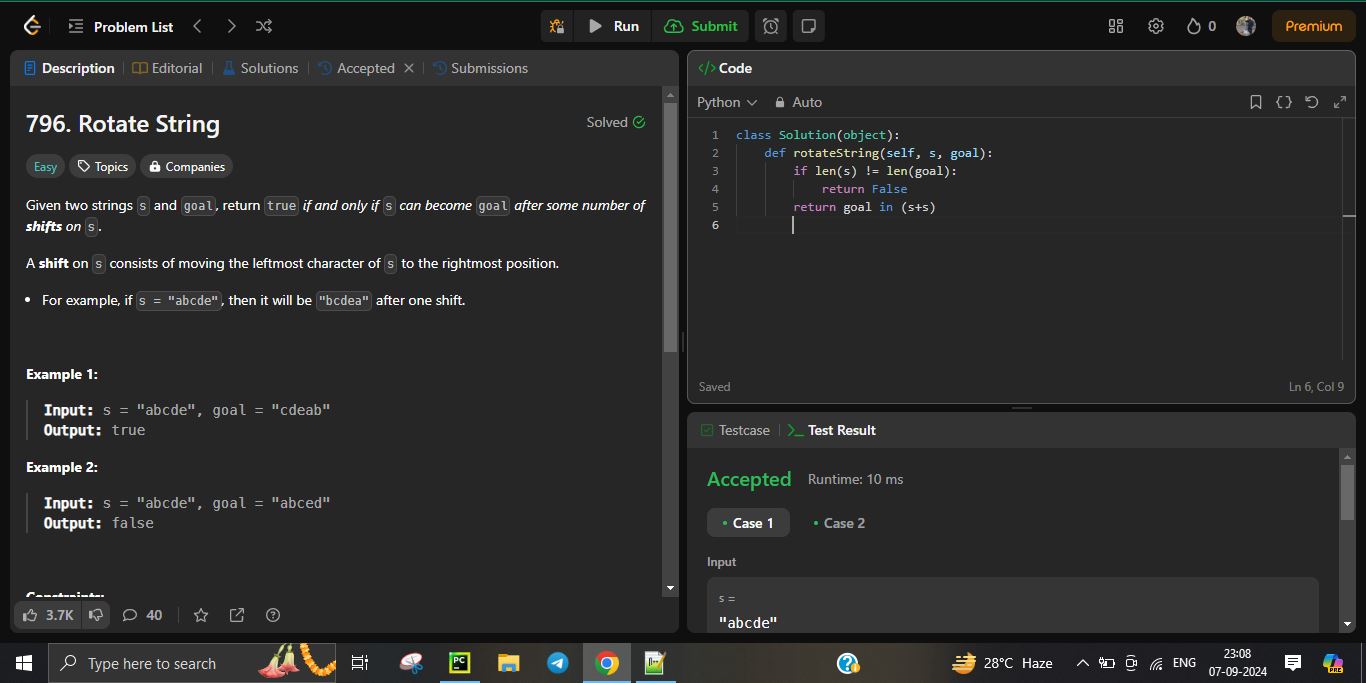 Problem List
Run
Submit
0
Premium
Description
Editorial
Solutions
Accepted
Submissions
796. Rotate String
Solved
Easy
Topics
Companies
Given two strings s and goal, return true if and only if s can become goal after some number of
shifts on s.
A shift on s consists of moving the leftmost character of s to the rightmost position.
• For example, if s = "abcde", then it will be "bcdea" after one shift.
Example 1:
Input: s = "abcde", goal = "cdeab"
Output: true
Example 2:
Input: s = "abcde", goal = "abced"
Output: false
Constraints:
3.7K
40
</> Code
Python
Auto
1 class Solution(object):
2 def rotateString(self, s, goal):
3 if len(s) != len(goal):
4 return False
5 return goal in (s+s)
6
Saved
Ln 6, Col 9
Testcase
>_ Test Result
Accepted
Runtime: 10 ms
• Case 1
• Case 2
Input
s =
"abcde"
Type here to search
PC
28°C Haze
ENG
23:08
07-09-2024
PRE